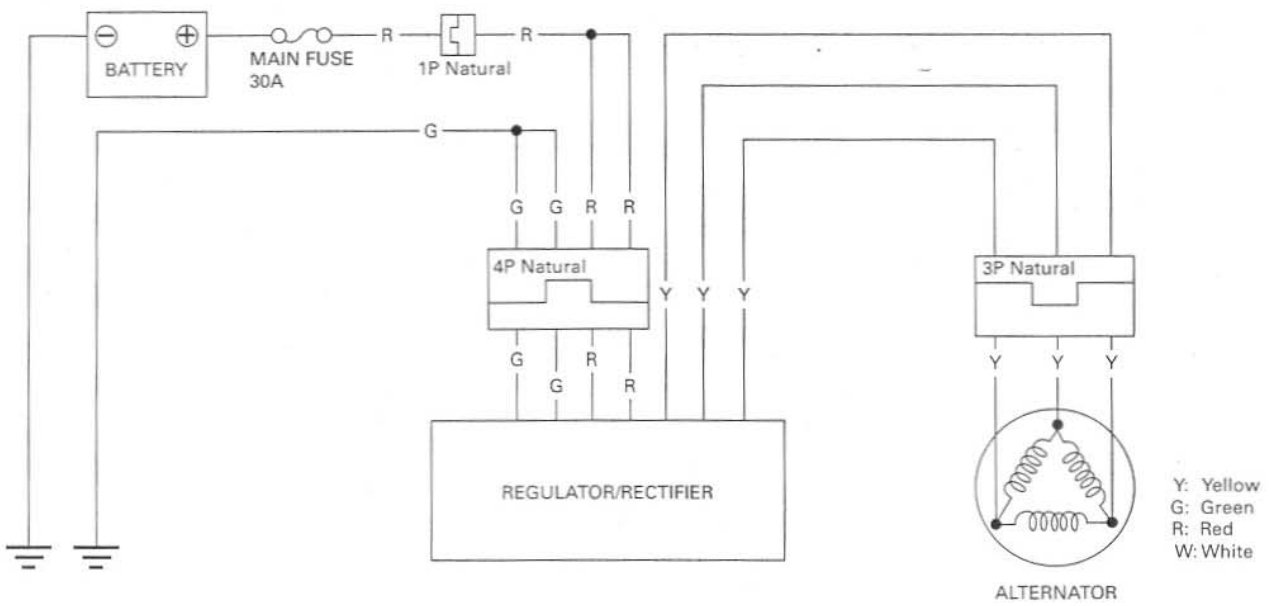 BATTERY
MAIN FUSE
30A
R
1P Natural
R
G
G G R R
4P Natural
Y Y Y
3P Natural
G G R R
Y Y Y
REGULATOR/RECTIFIER
Y: Yellow
G: Green
R: Red
W: White
ALTERNATOR